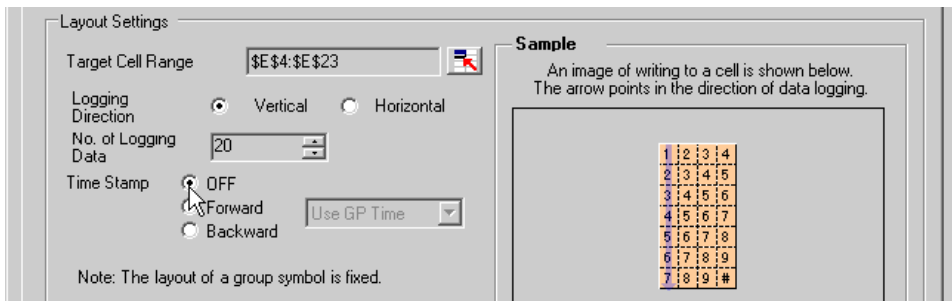 Layout Settings
Target Cell Range $E$4:$E$23
Logging Direction Vertical Horizontal
No. of Logging Data 20
Time Stamp OFF
Forward Use GP Time
Backward
Note: The layout of a group symbol is fixed.
Sample
An image of writing to a cell is shown below.
The arrow points in the direction of data logging.
1 2 3 4
2 3 4 5
3 4 5 6
4 5 6 7
5 6 7 8
6 7 8 9
7 8 9 #